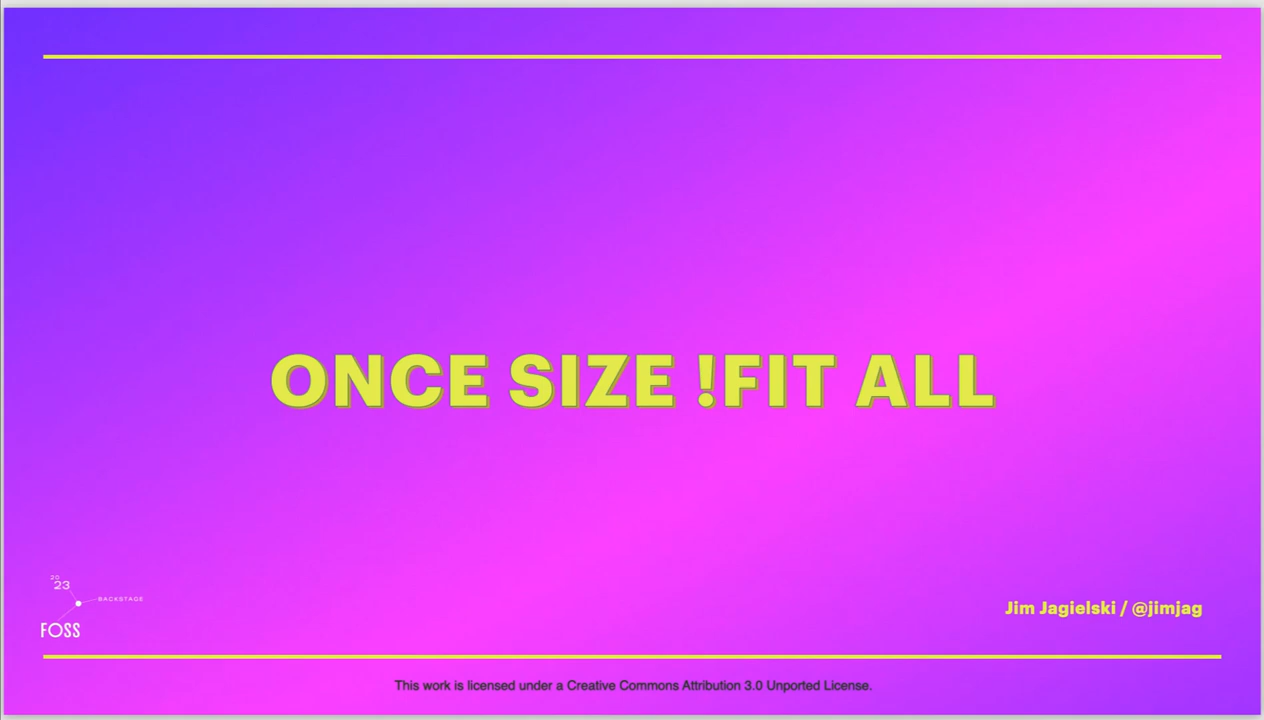 ONCE SIZE !FIT ALL
20
23
BACKSTAGE
FOSS
Jim Jagielski / @jimjag
This work is licensed under a Creative Commons Attribution 3.0 Unported License.